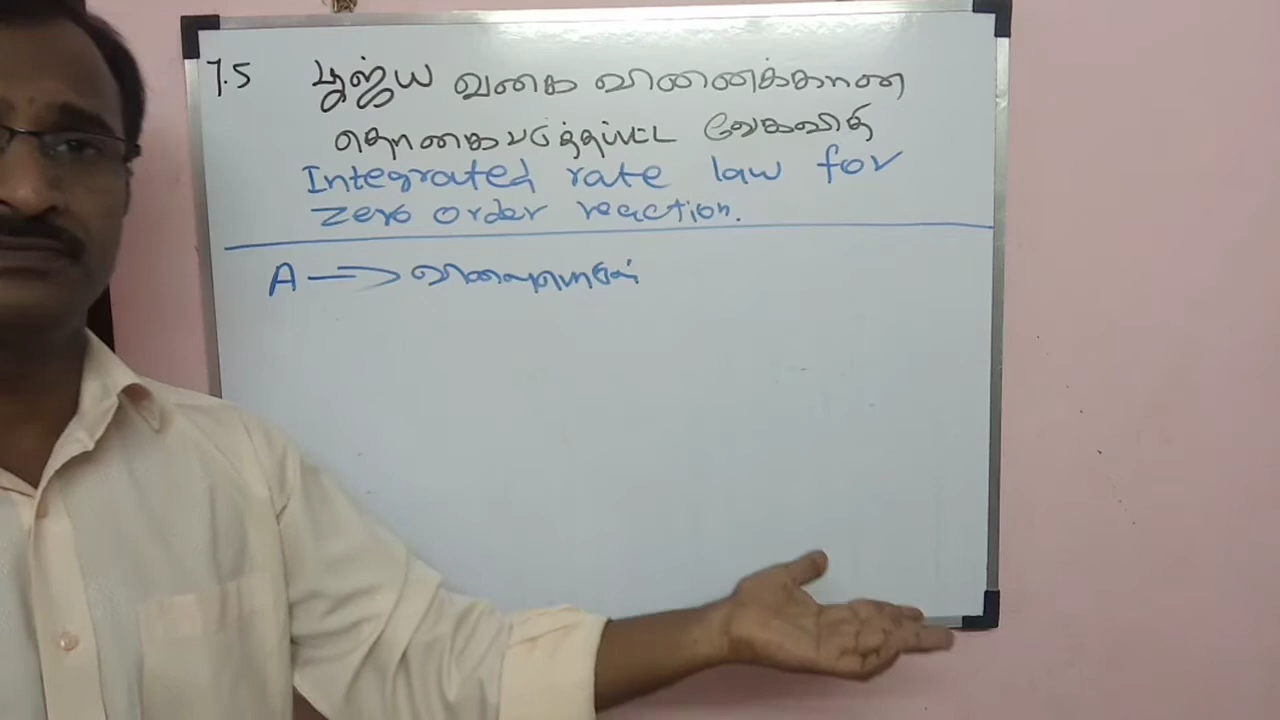 7.5 பூஜ்ய வகை வினைக்கான
தொகைபடுத்தப்பட்ட வேகவிதி
Integrated rate law for
zero order reaction.
A → விளைபொருள்